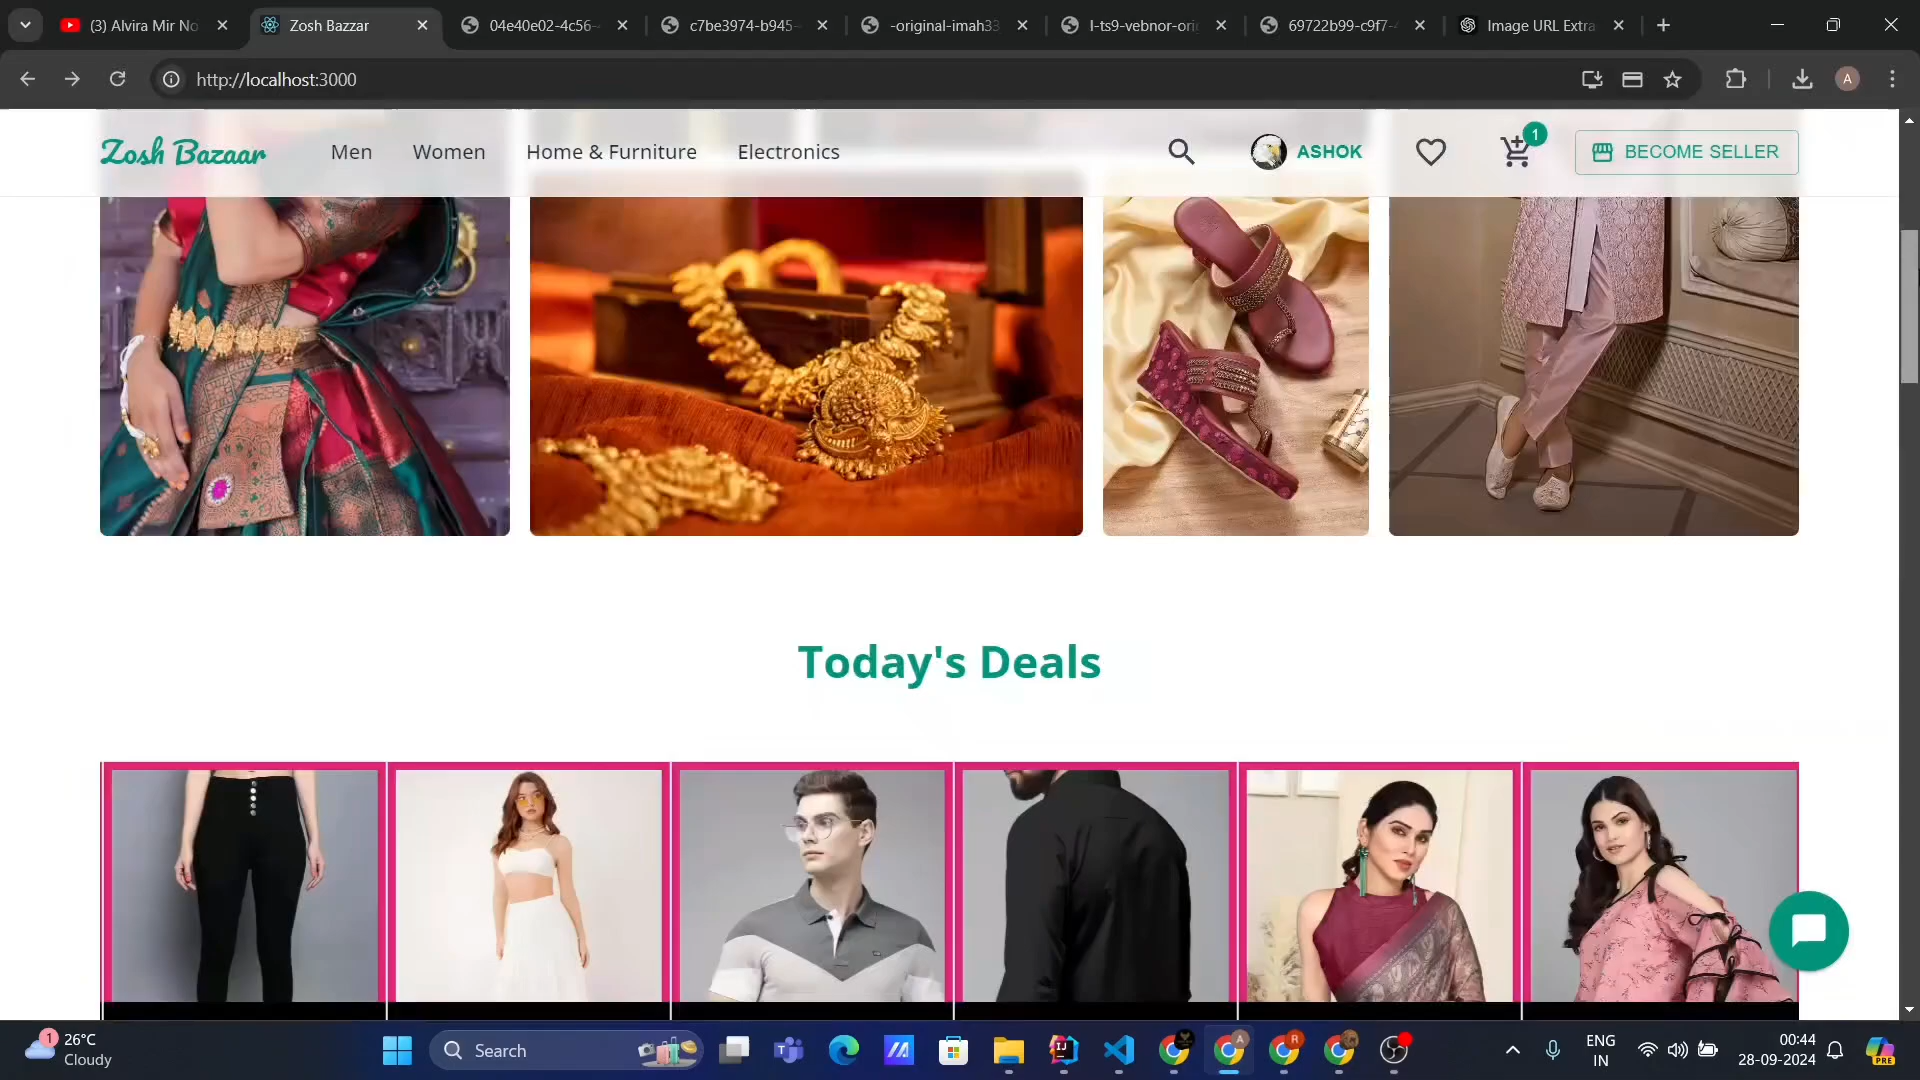 (3) Alvira Mir No
Zosh Bazzar
04e40e02-4c56-
c7be3974-b945-
-original-imah33
l-ts9-vebnor-ori
69722b99-c9f7-
Image URL Extra
http://localhost:3000
A
Zosh Bazaar
Men
Women
Home & Furniture
Electronics
ASHOK
1
BECOME SELLER
Today's Deals
1
26°C
Cloudy
Search
A
R
ENG
IN
00:44
28-09-2024
PRE